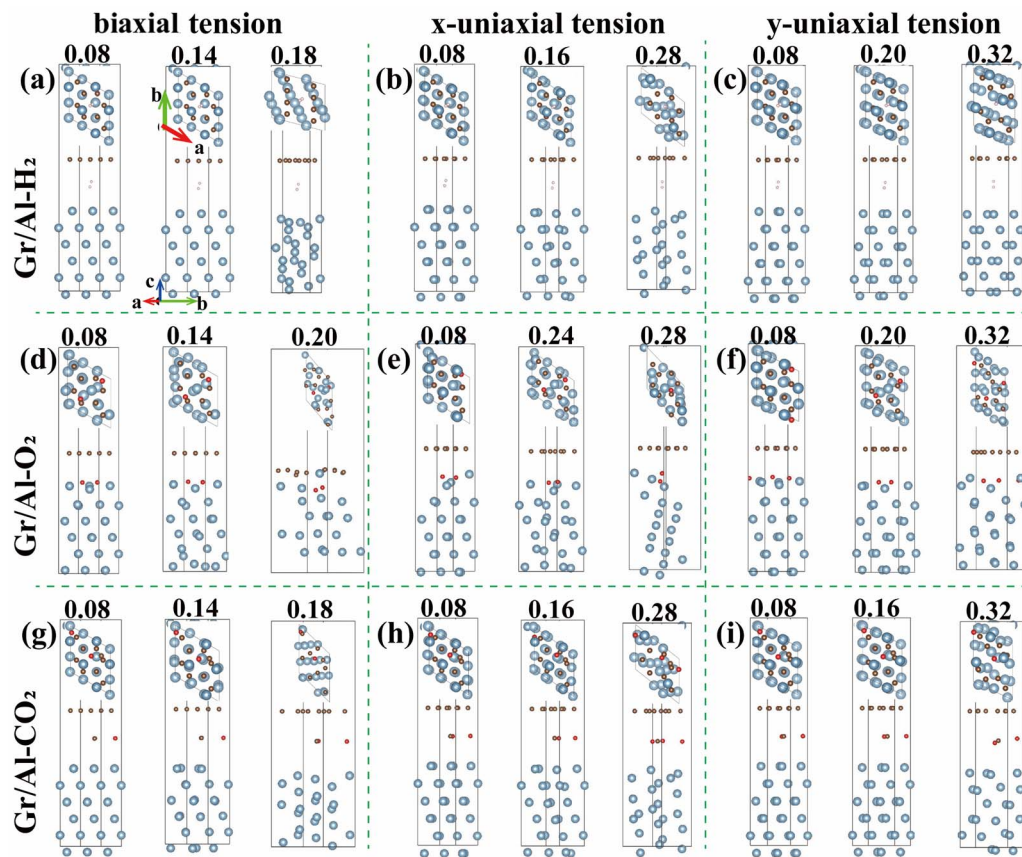 biaxial tension x-uniaxial tension y-uniaxial tension
0.08 0.14 0.18 0.08 0.16 0.28 0.08 0.20 0.32
(a) (b) (c)
b
a
Gr/Al-H₂
c
a b
0.08 0.14 0.20 0.08 0.24 0.28 0.08 0.20 0.32
(d) (e) (f)
Gr/Al-O₂
0.08 0.14 0.18 0.08 0.16 0.28 0.08 0.16 0.32
(g) (h) (i)
Gr/Al-CO₂